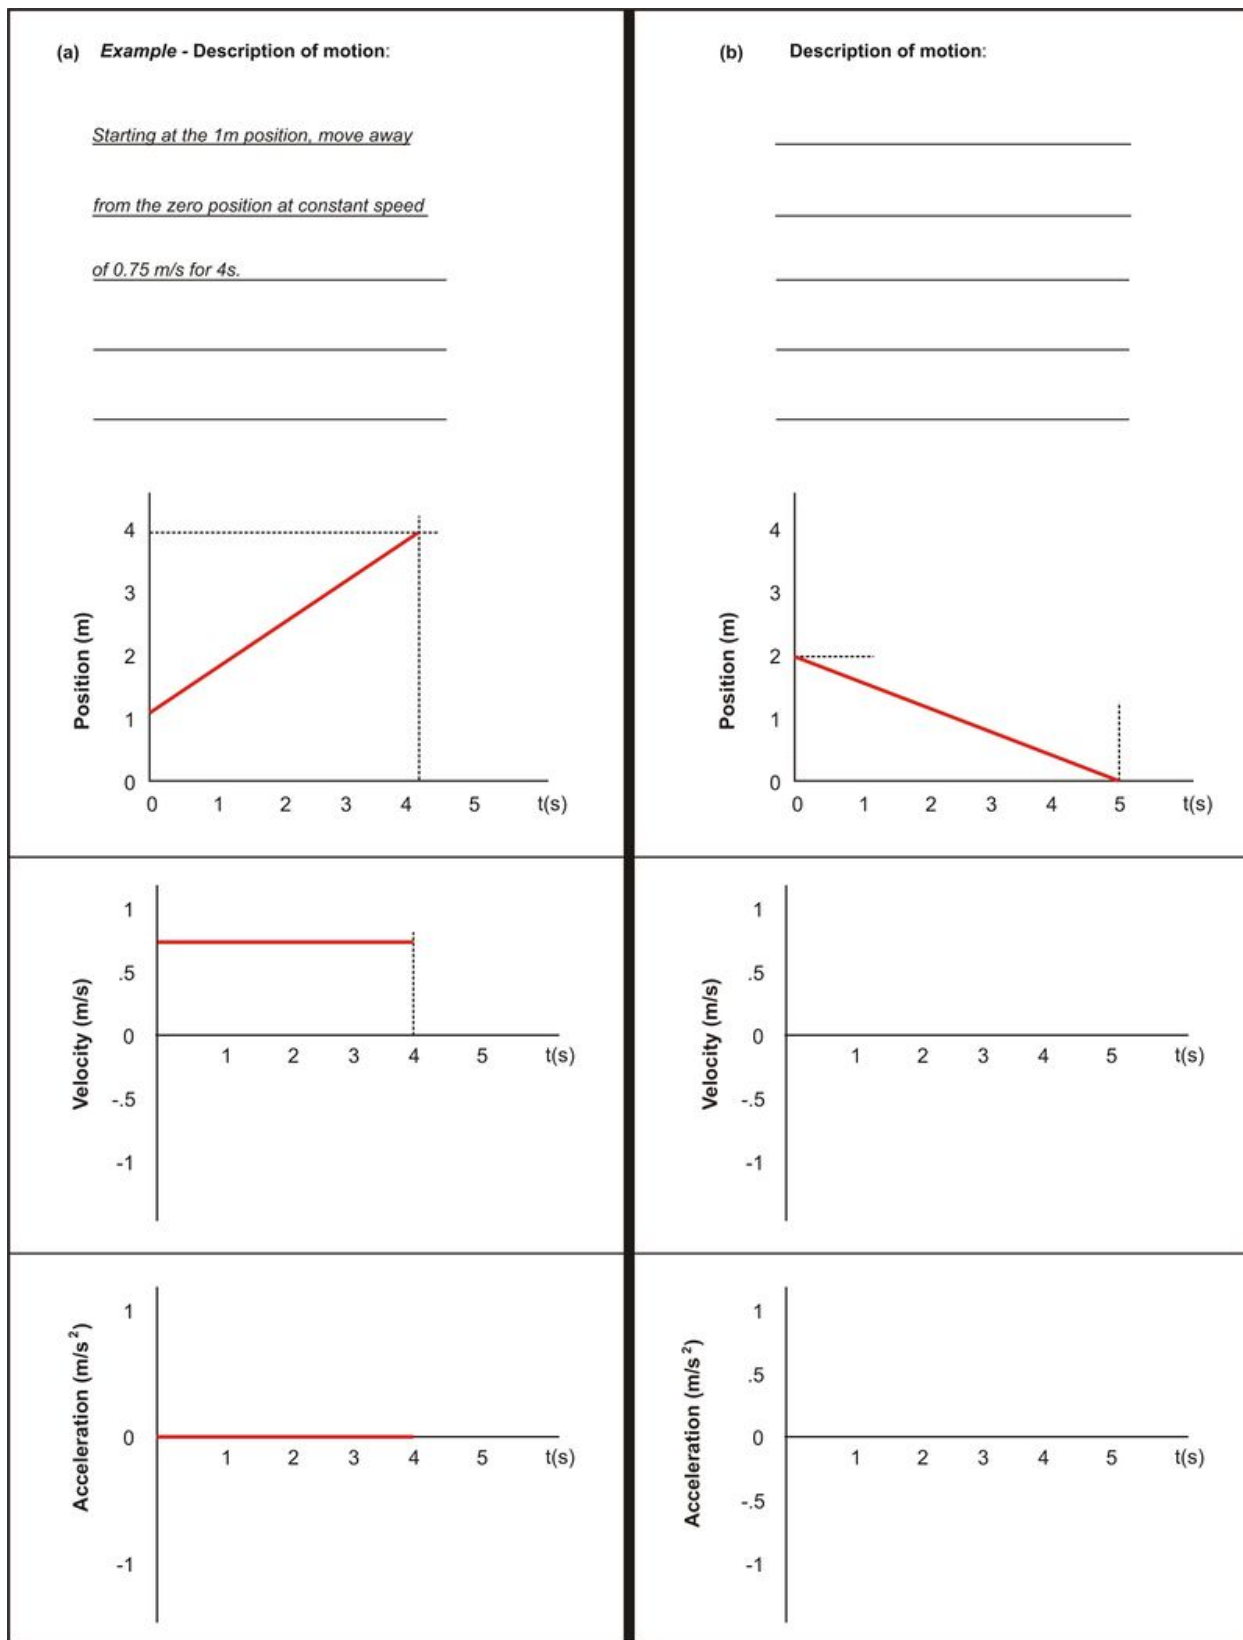 (a) Example - Description of motion:
Starting at the 1m position, move away
from the zero position at constant speed
of 0.75 m/s for 4s.
Position (m)
4
3
2
1
0
0 1 2 3 4 5 t(s)
Velocity (m/s)
1
.5
0
-.5
-1
1 2 3 4 5 t(s)
Acceleration (m/s²)
1
0
-1
1 2 3 4 5 t(s)
(b) Description of motion:
Position (m)
4
3
2
1
0
0 1 2 3 4 5 t(s)
Velocity (m/s)
1
.5
0
-.5
-1
1 2 3 4 5 t(s)
Acceleration (m/s²)
1
.5
0
-.5
-1
1 2 3 4 5 t(s)